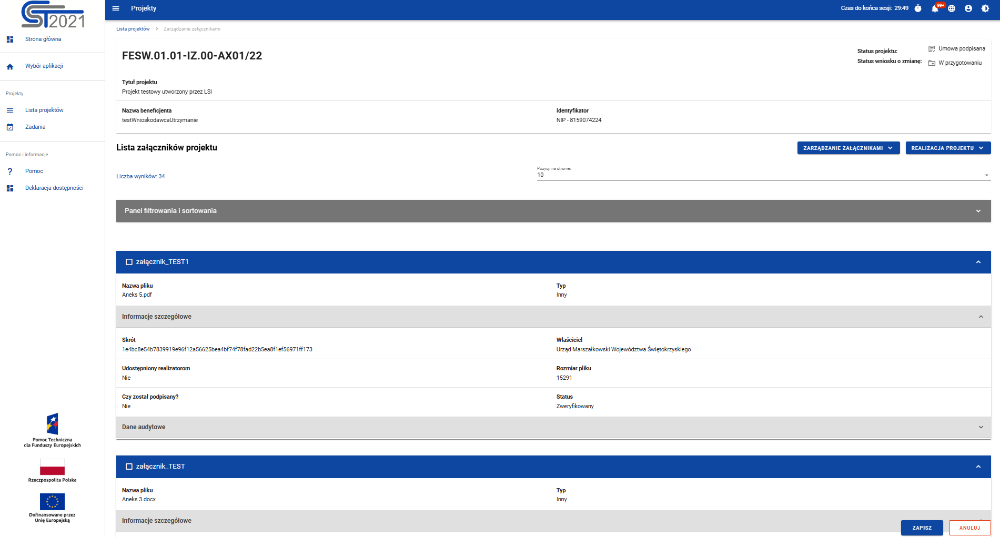 CST2021
Projekty
Czas do końca sesji: 29:49
99+
Strona główna
Wybór aplikacji
Projekty
Lista projektów
Zadania
Pomoc i informacje
? Pomoc
Deklaracja dostępności
Pomoc Techniczna
dla Funduszy Europejskich
Rzeczpospolita Polska
Dofinansowane przez
Unię Europejską
Lista projektów > Zarządzanie załącznikami
FESW.01.01-IZ.00-AX01/22
Status projektu: Umowa podpisana
Status wniosku o zmianę: W przygotowaniu
Tytuł projektu
Projekt testowy utworzony przez LSI
Nazwa beneficjenta
testWnioskodawcaUtrzymanie
Identyfikator
NIP - 8159074224
Lista załączników projektu
ZARZĄDZANIE ZAŁĄCZNIKAMI
REALIZACJA PROJEKTU
Liczba wyników: 34
Pozycji na stronie:
10
Panel filtrowania i sortowania
załącznik_TEST1
Nazwa pliku
Aneks 5.pdf
Typ
Inny
Informacje szczegółowe
Skrót
1e4bc8e54b7839919e96f12a56625bea4bf74f78fad22b5ea8f1ef56971ff173
Właściciel
Urząd Marszałkowski Województwa Świętokrzyskiego
Udostępniony realizatorom
Nie
Rozmiar pliku
15291
Czy został podpisany?
Nie
Status
Zweryfikowany
Dane audytowe
załącznik_TEST
Nazwa pliku
Aneks 3.docx
Typ
Inny
Informacje szczegółowe
ZAPISZ
ANULUJ